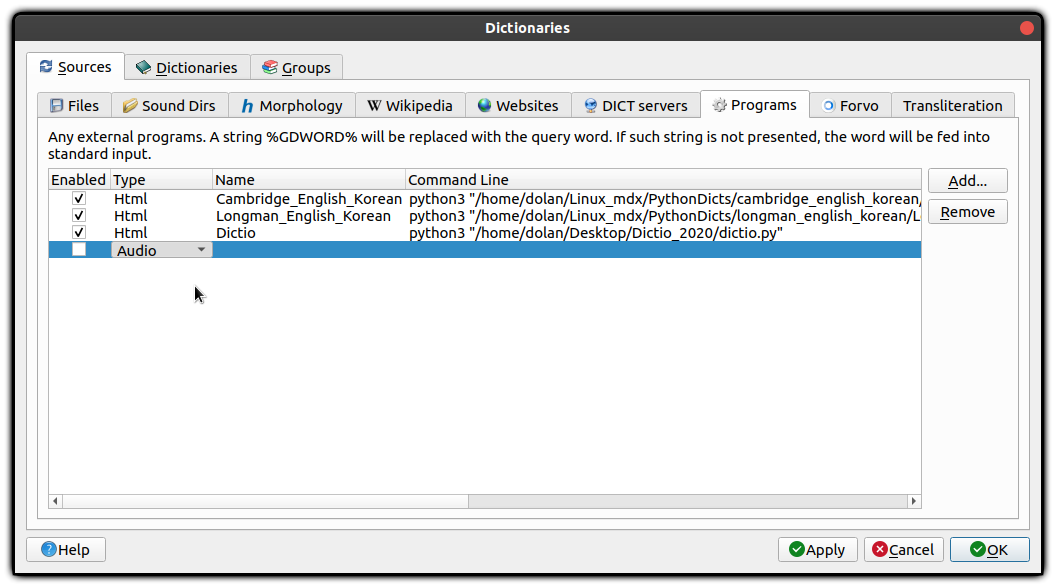 Dictionaries
Sources Dictionaries Groups
Files Sound Dirs Morphology Wikipedia Websites DICT servers Programs Forvo Transliteration
Any external programs. A string %GDWORD% will be replaced with the query word. If such string is not presented, the word will be fed into
standard input.
Enabled Type Name Command Line
Html Cambridge_English_Korean python3 "/home/dolan/Linux_mdx/PythonDicts/cambridge_english_korean/
Html Longman_English_Korean python3 "/home/dolan/Linux_mdx/PythonDicts/longman_english_korean/L
Html Dictio python3 "/home/dolan/Desktop/Dictio_2020/dictio.py"
Audio
Add...
Remove
Help Apply Cancel OK